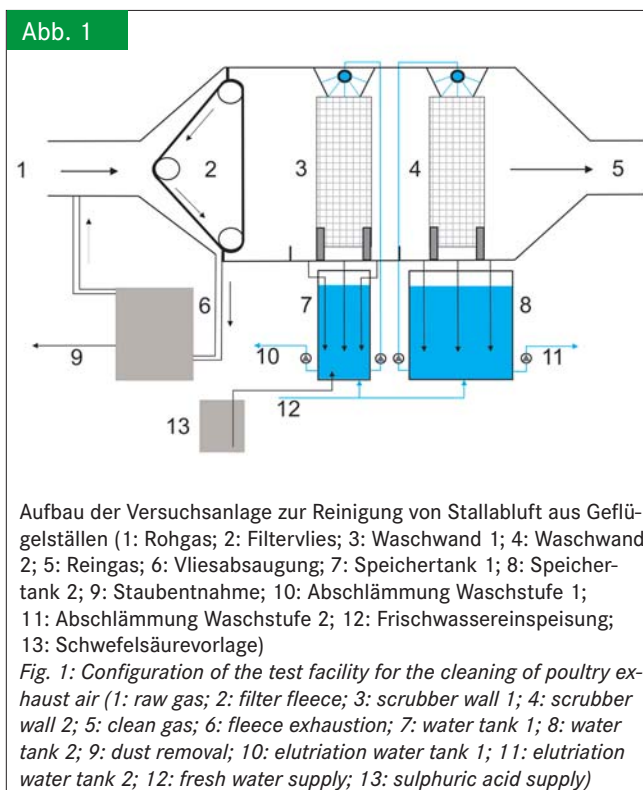 Abb. 1
1
2
3
4
5
6
7
8
9
10
11
12
13
Aufbau der Versuchsanlage zur Reinigung von Stallabluft aus Geflü-
gelställen (1: Rohgas; 2: Filtervlies; 3: Waschwand 1; 4: Waschwand
2; 5: Reingas; 6: Vliesabsaugung; 7: Speichertank 1; 8: Speicher-
tank 2; 9: Staubentnahme; 10: Abschlämmung Waschstufe 1;
11: Abschlämmung Waschstufe 2; 12: Frischwassereinspeisung;
13: Schwefelsäurevorlage)
Fig. 1: Configuration of the test facility for the cleaning of poultry ex-
haust air (1: raw gas; 2: filter fleece; 3: scrubber wall 1; 4: scrubber
wall 2; 5: clean gas; 6: fleece exhaustion; 7: water tank 1; 8: water
tank 2; 9: dust removal; 10: elutriation water tank 1; 11: elutriation
water tank 2; 12: fresh water supply; 13: sulphuric acid supply)